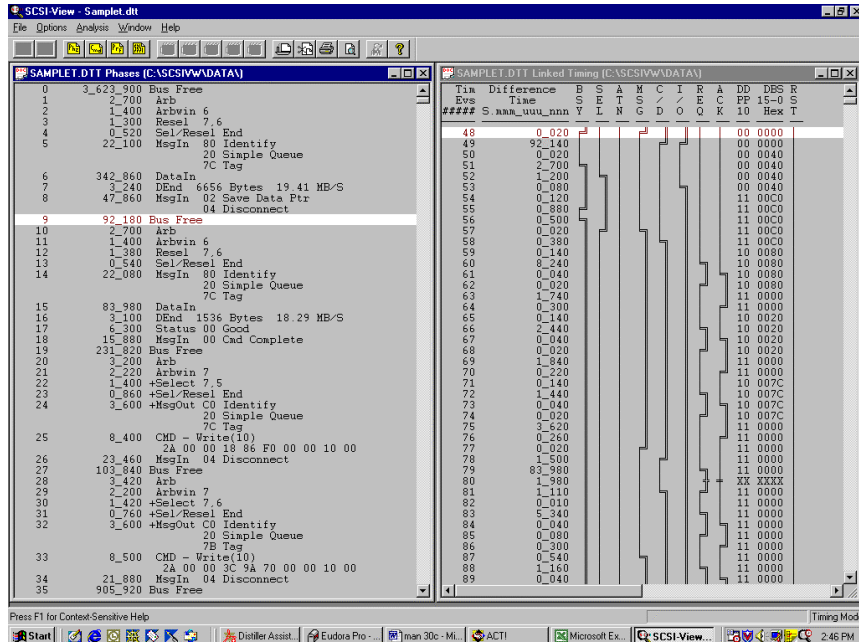 SCSI-View - Samplet.dtt
File Options Analysis Window Help
SAMPLET.DTT Phases (C:\SCSIVW\DATA\)
0 3_623_900 Bus Free
1 2_700 Arb
2 1_400 Arbwin 6
3 1_300 Resel 7,6
4 0_520 Sel/Resel End
5 22_100 MsgIn 80 Identify
20 Simple Queue
7C Tag
6 342_860 DataIn
7 3_240 DEnd 6656 Bytes 19.41 MB/S
8 47_860 MsgIn 02 Save Data Ptr
04 Disconnect
9 92_180 Bus Free
10 2_700 Arb
11 1_400 Arbwin 6
12 1_380 Resel 7,6
13 0_540 Sel/Resel End
14 22_080 MsgIn 80 Identify
20 Simple Queue
7C Tag
15 83_980 DataIn
16 3_100 DEnd 1536 Bytes 18.29 MB/S
17 6_300 Status 00 Good
18 15_880 MsgIn 00 Cmd Complete
19 231_820 Bus Free
20 3_200 Arb
21 2_220 Arbwin 7
22 1_400 +Select 7,5
23 0_860 +Sel/Resel End
24 3_600 +MsgOut C0 Identify
20 Simple Queue
7C Tag
25 8_400 CMD - Write(10)
2A 00 00 18 86 F0 00 00 10 00
26 23_460 MsgIn 04 Disconnect
27 103_840 Bus Free
28 3_420 Arb
29 2_200 Arbwin 7
30 1_420 +Select 7,6
31 0_760 +Sel/Resel End
32 3_600 +MsgOut C0 Identify
20 Simple Queue
7B Tag
33 8_500 CMD - Write(10)
2A 00 00 3C 9A 70 00 00 10 00
34 21_880 MsgIn 04 Disconnect
35 905_920 Bus Free
SAMPLET.DTT Linked Timing (C:\SCSIVW\DATA\)
Tim Difference B S A M C I R A DD DBS R
Evs Time S E T S / / E C PP 15-0 S
##### S.mmm_uuu_nnn Y L N G D O Q K 10 Hex T
48 0_020 00 0000
49 92_140 00 0000
50 0_020 00 0040
51 2_700 00 0040
52 1_200 00 0040
53 0_080 00 0040
54 0_120 11 00C0
55 0_880 11 00C0
56 0_500 11 00C0
57 0_020 11 00C0
58 0_380 11 00C0
59 0_140 10 0080
60 8_240 10 0080
61 0_040 10 0080
62 0_020 10 0080
63 1_740 11 0000
64 0_300 11 0000
65 0_140 10 0020
66 2_440 10 0020
67 0_040 10 0020
68 0_020 10 0020
69 1_840 11 0000
70 0_220 11 0000
71 0_140 10 007C
72 1_440 10 007C
73 0_040 10 007C
74 0_020 10 007C
75 3_620 11 0000
76 0_260 11 0000
77 0_020 11 0000
78 1_500 11 0000
79 83_980 11 0000
80 1_980 XX XXXX
81 1_110 11 0000
82 0_010 11 0000
83 5_340 11 0000
84 0_040 11 0000
85 0_080 11 0000
86 0_300 11 0000
87 0_540 11 0000
88 1_160 11 0000
89 0_040 11 0000
Press F1 for Context-Sensitive Help
Timing Mod
Start Distiller Assist... Eudora Pro - ... man 30c - Mi... ACT! Microsoft Ex... SCSI-View... 2:46 PM